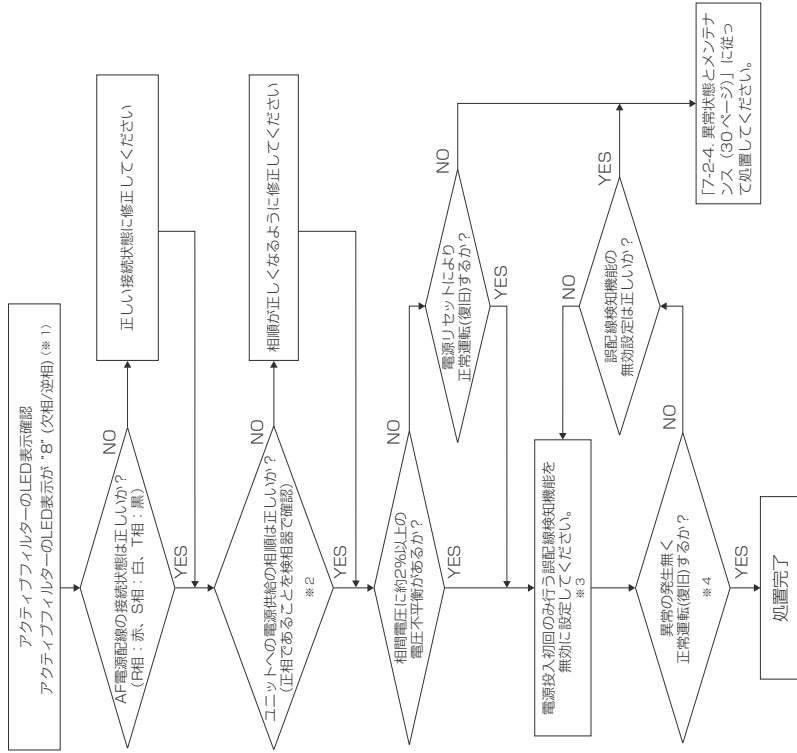 アクティブフィルターのLED表示確認
アクティブフィルターのLED表示が "8" (欠相/逆相) (※1)
AF電源配線の接続状態は正しいか?
(R相:赤、S相:白、T相:黒)
NO
正しい接続状態に修正してください
YES
ユニットへの電源供給の相順は正しいか?
(正相であることを検相器で確認)
※2
NO
相順が正しくなるように修正してください
YES
相間電圧に約2%以上の
電圧不平衡があるか?
NO
YES
電源リセットにより
正常運転(復旧)するか?
NO
YES
電源投入初回のみ行う誤配線検知機能を
無効に設定してください。
※3
異常の発生無く
正常運転(復旧)するか?
※4
NO
YES
誤配線検知機能の
無効設定は正しいか?
NO
YES
「7-2-4. 異常状態とメンテナ
ンス(30ページ)」に従っ
て処置してください。
処置完了